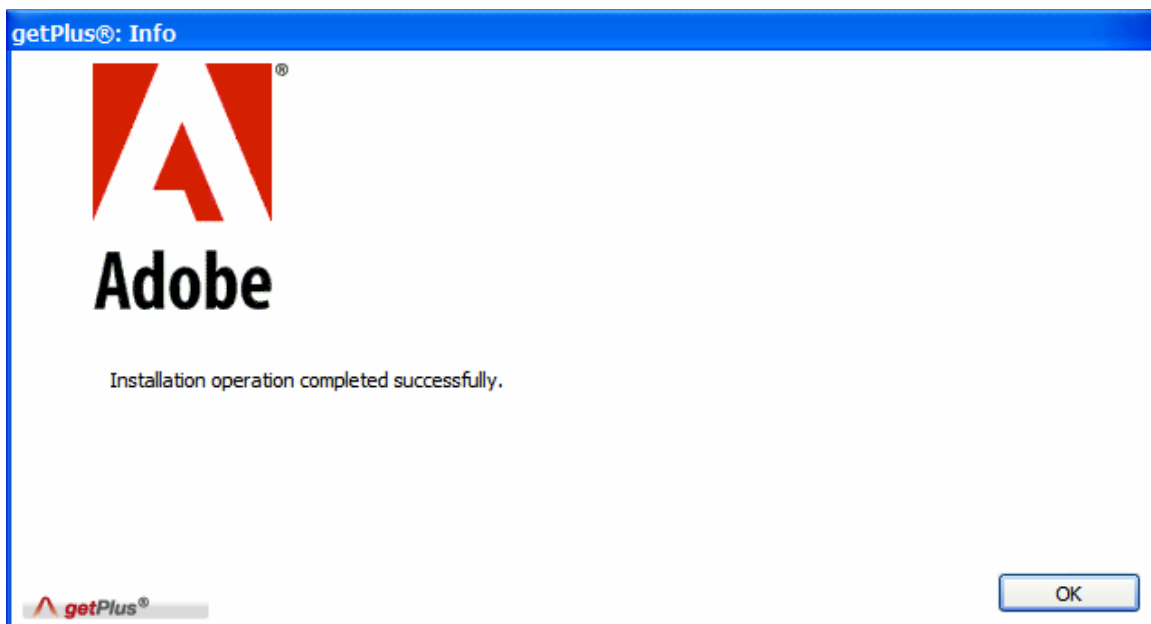 getPlus®: Info
®
Adobe
Installation operation completed successfully.
getPlus®
OK